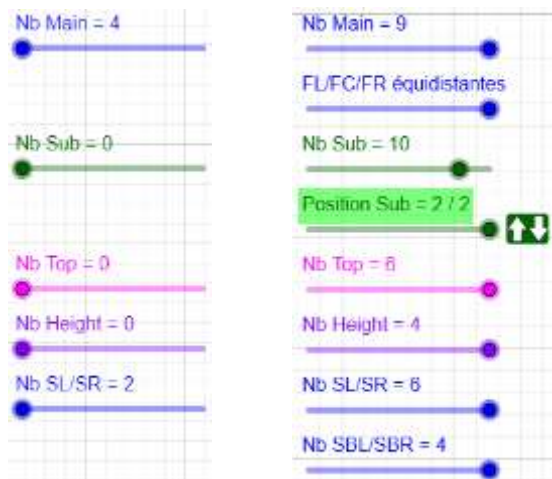 Nb Main = 4
Nb Sub = 0
Nb Top = 0
Nb Height = 0
Nb SL/SR = 2
Nb Main = 9
FL/FC/FR équidistantes
Nb Sub = 10
Position Sub = 2 / 2
Nb Top = 6
Nb Height = 4
Nb SL/SR = 6
Nb SBL/SBR = 4